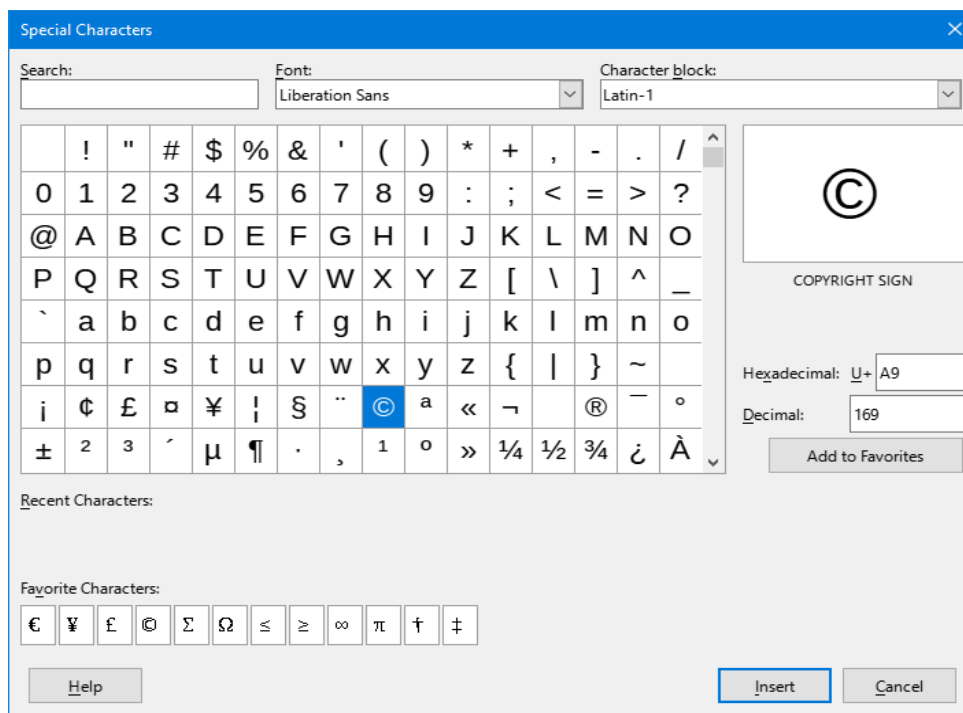 Special Characters
Search: Font: Character block:
Liberation Sans Latin-1
! " # $ % & ' ( ) * + , - . /
0 1 2 3 4 5 6 7 8 9 : ; < = > ?
@ A B C D E F G H I J K L M N O
P Q R S T U V W X Y Z [ \ ] ^ _
` a b c d e f g h i j k l m n o
p q r s t u v w x y z { | } ~
¡ ¢ £ ¤ ¥ ¦ § ¨ © ª « ¬ ® ¯ °
± ² ³ ´ µ ¶ · ¸ ¹ º » ¼ ½ ¾ ¿ À
©
COPYRIGHT SIGN
Hexadecimal: U+ A9
Decimal: 169
Add to Favorites
Recent Characters:
Favorite Characters:
€ ¥ £ © Σ Ω ≤ ≥ ∞ π † ‡
Help Insert Cancel